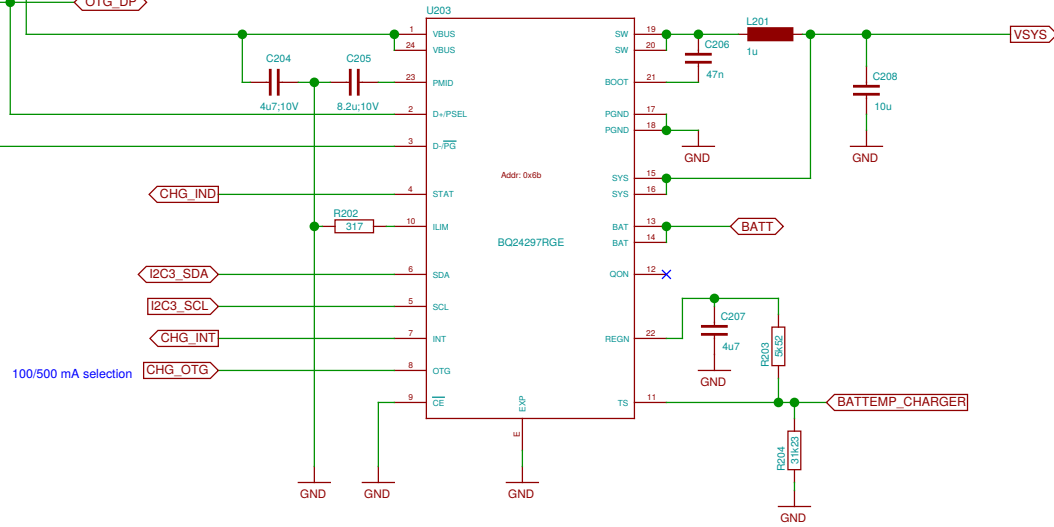 OTG_DP
U203
1 VBUS SW 19
24 VBUS SW 20
L201
1u
VSYS
C204
4u7;10V
C205
8.2u;10V
C206
47n
C208
10u
23 PMID BOOT 21
2 D+/PSEL PGND 17
PGND 18
GND
GND
3 D-/PG
Addr: 0x6b
SYS 15
SYS 16
CHG_IND
4 STAT
R202
317
10 ILIM
BAT 13
BAT 14
BATT
BQ24297RGE
I2C3_SDA
6 SDA
QON 12
I2C3_SCL
5 SCL
C207
4u7
CHG_INT
7 INT
REGN 22
R203
5k52
100/500 mA selection
CHG_OTG
8 OTG
GND
9 CE
EXP
E
TS 11
BATTEMP_CHARGER
R204
31k23
GND
GND
GND
GND